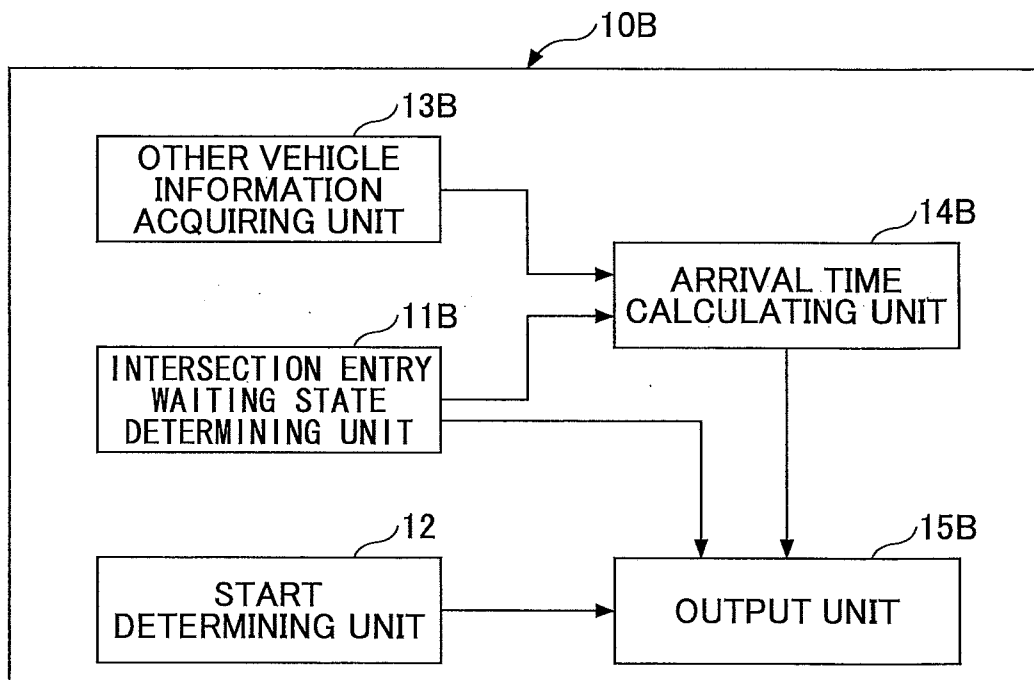 10B
13B
OTHER VEHICLE
INFORMATION
ACQUIRING UNIT
14B
ARRIVAL TIME
CALCULATING UNIT
11B
INTERSECTION ENTRY
WAITING STATE
DETERMINING UNIT
12
START
DETERMINING UNIT
15B
OUTPUT UNIT